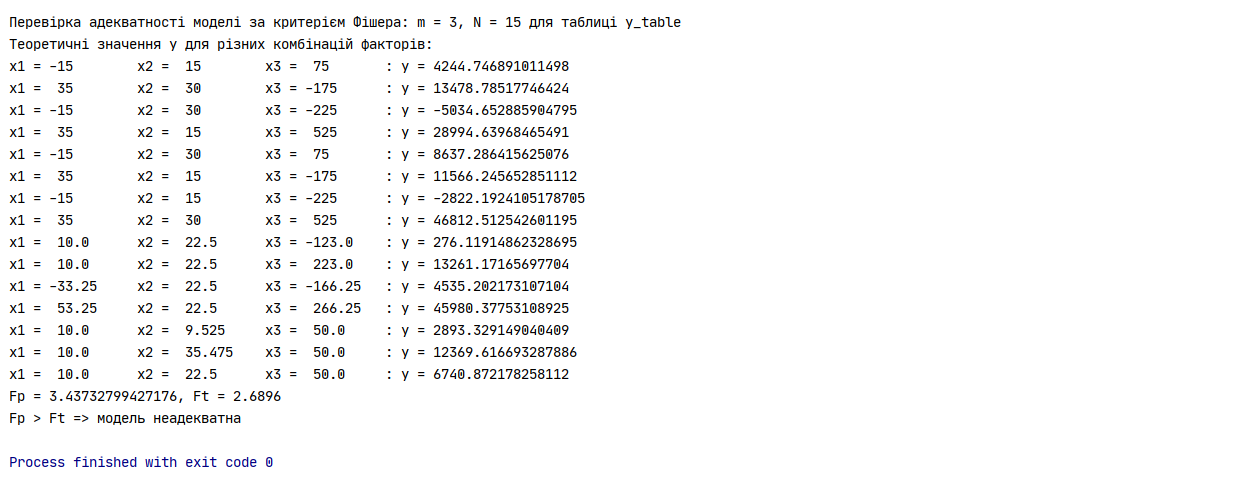 Перевірка адекватності моделі за критерієм Фішера: m = 3, N = 15 для таблиці y_table
Теоретичні значення y для різних комбінацій факторів:
x1 = -15        x2 =  15        x3 =  75       : y = 4244.746891011498
x1 =  35        x2 =  30        x3 = -175      : y = 13478.78517746424
x1 = -15        x2 =  30        x3 = -225      : y = -5034.652885904795
x1 =  35        x2 =  15        x3 =  525      : y = 28994.63968465491
x1 = -15        x2 =  30        x3 =  75       : y = 8637.286415625076
x1 =  35        x2 =  15        x3 = -175      : y = 11566.245652851112
x1 = -15        x2 =  15        x3 = -225      : y = -2822.1924105178705
x1 =  35        x2 =  30        x3 =  525      : y = 46812.512542601195
x1 =  10.0      x2 =  22.5      x3 = -123.0    : y = 276.11914862328695
x1 =  10.0      x2 =  22.5      x3 =  223.0    : y = 13261.17165697704
x1 = -33.25     x2 =  22.5      x3 = -166.25   : y = 4535.202173107104
x1 =  53.25     x2 =  22.5      x3 =  266.25   : y = 45980.37753108925
x1 =  10.0      x2 =  9.525     x3 =  50.0     : y = 2893.329149040409
x1 =  10.0      x2 =  35.475    x3 =  50.0     : y = 12369.616693287886
x1 =  10.0      x2 =  22.5      x3 =  50.0     : y = 6740.872178258112
Fp = 3.43732799427176, Ft = 2.6896
Fp > Ft => модель неадекватна
Process finished with exit code 0